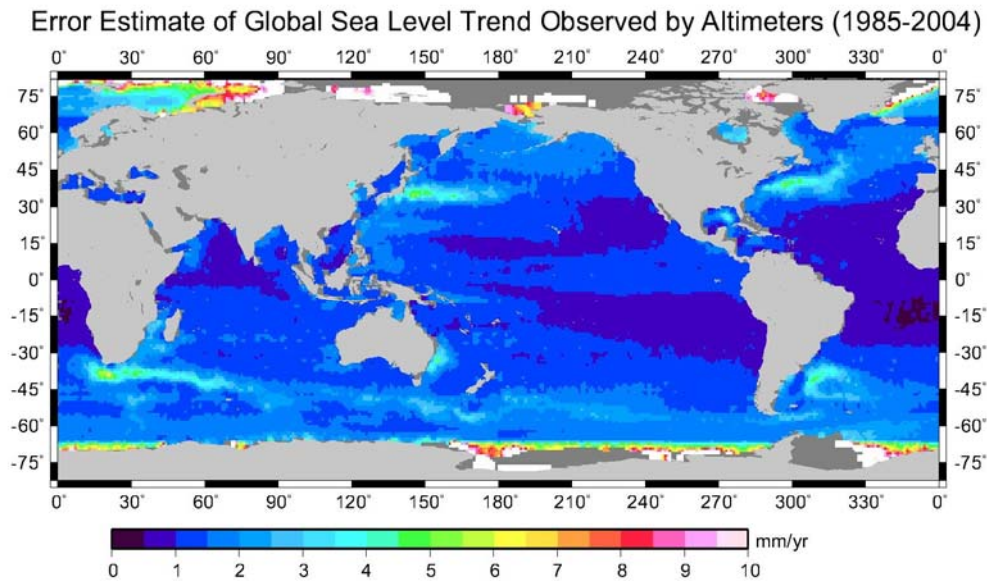 Error Estimate of Global Sea Level Trend Observed by Altimeters (1985-2004)
0° 30° 60° 90° 120° 150° 180° 210° 240° 270° 300° 330° 0°
75° 75°
60° 60°
45° 45°
30° 30°
15° 15°
0° 0°
-15° -15°
-30° -30°
-45° -45°
-60° -60°
-75° -75°
0° 30° 60° 90° 120° 150° 180° 210° 240° 270° 300° 330° 0°
mm/yr
0 1 2 3 4 5 6 7 8 9 10